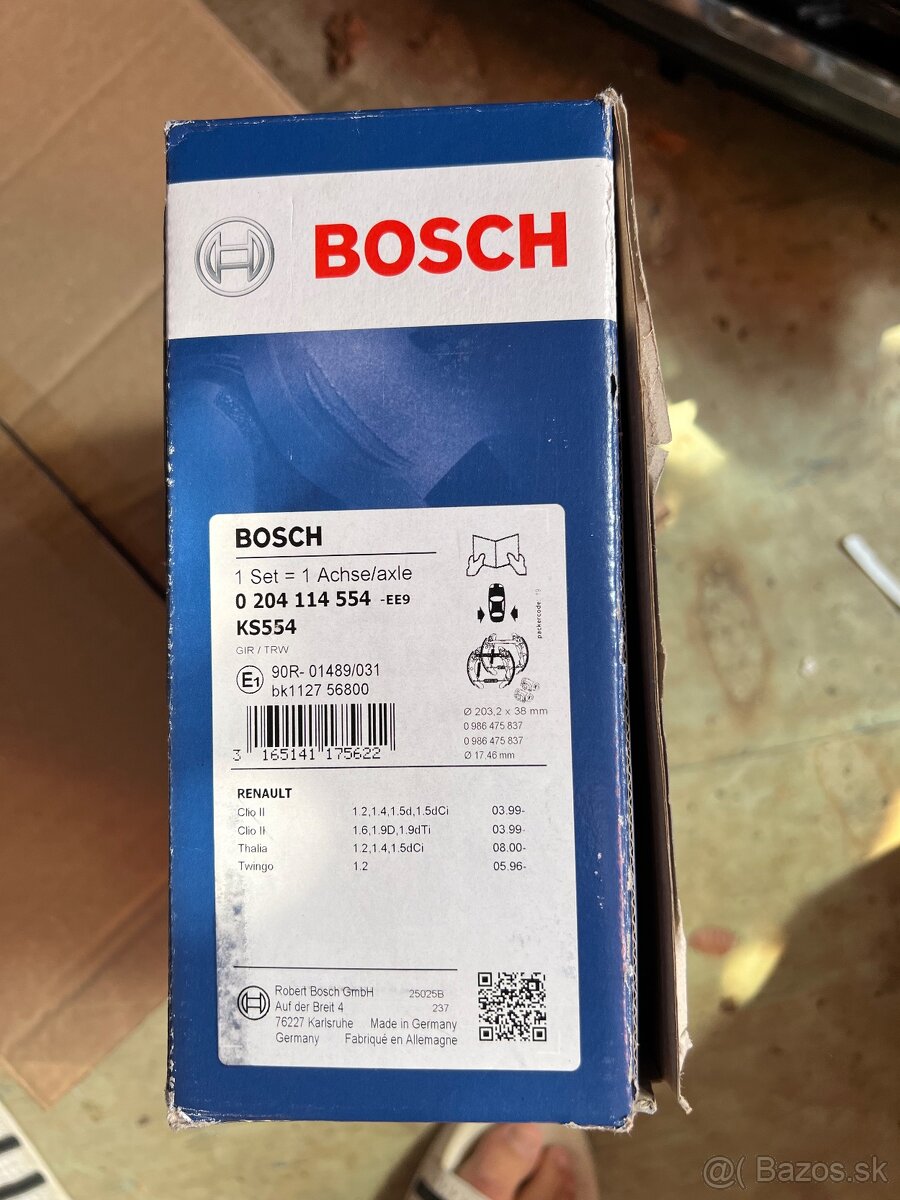 BOSCH
BOSCH
1 Set = 1 Achse/axle
0 204 114 554 -EE9
KS554
GIR / TRW
E1 90R- 01489/031
bk1127 56800
3 165141 175622
packercode: 19
Ø 203,2 x 38 mm
0 986 475 837
0 986 475 837
Ø 17.46 mm
RENAULT
Clio II 1.2,1.4,1.5d,1.5dCi 03.99-
Clio II 1.6,1.9D,1.9dTi 03.99-
Thalia 1.2,1.4,1.5dCi 08.00-
Twingo 1.2 05.96-
Robert Bosch GmbH 25025B
Auf der Breit 4 237
76227 Karlsruhe Made in Germany
Germany Fabriqué en Allemagne
@( Bazos.sk